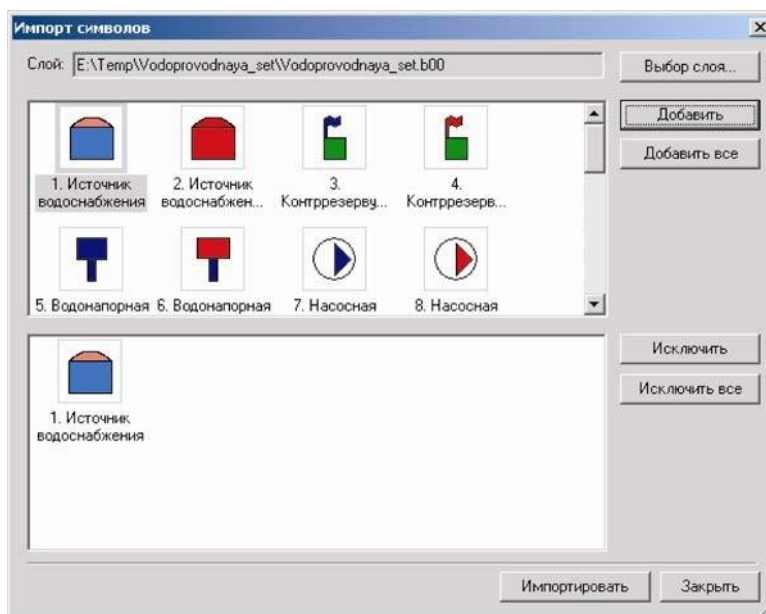 Импорт символов
Слой: E:\Temp\Vodoprovodnaya_set\Vodoprovodnaya_set.b00
Выбор слоя...
Добавить
Добавить все
1. Источник
водоснабжения
2. Источник
водоснабжен...
3.
Контррезерву...
4.
Контррезерв...
5. Водонапорная
6. Водонапорная
7. Насосная
8. Насосная
1. Источник
водоснабжения
Исключить
Исключить все
Импортировать
Закрыть